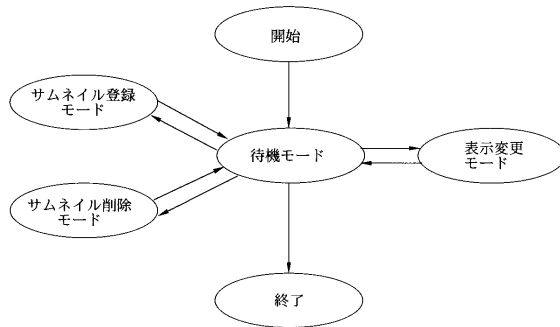 開始
サムネイル登録
モード
待機モード
表示変更
モード
サムネイル削除
モード
終了